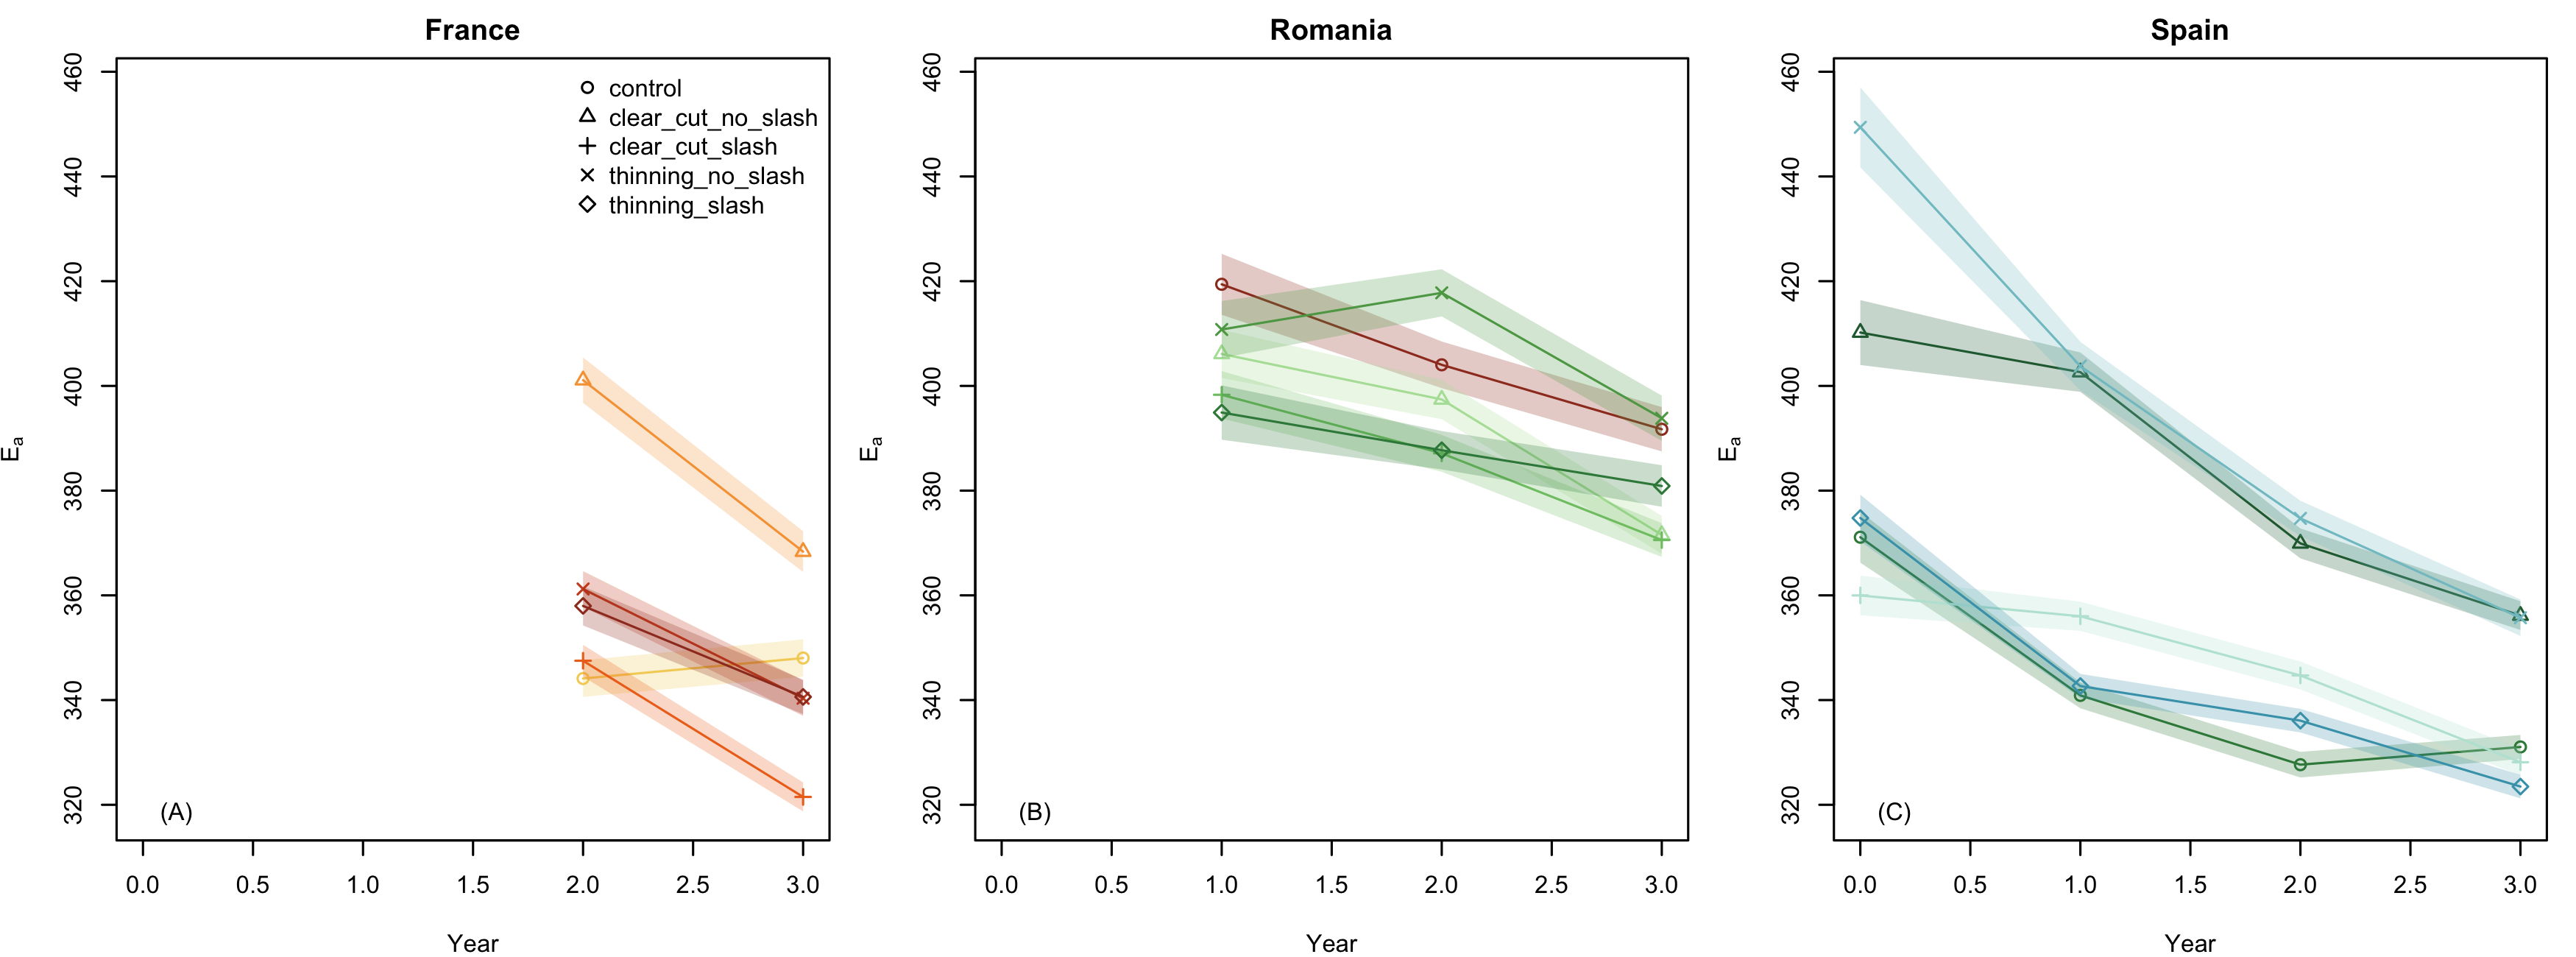 France
Romania
Spain
460
440
420
400
380
360
340
320
E_a
control
clear_cut_no_slash
clear_cut_slash
thinning_no_slash
thinning_slash
(A)
0.0 0.5 1.0 1.5 2.0 2.5 3.0
Year
460
440
420
400
380
360
340
320
E_a
(B)
0.0 0.5 1.0 1.5 2.0 2.5 3.0
Year
460
440
420
400
380
360
340
320
E_a
(C)
0.0 0.5 1.0 1.5 2.0 2.5 3.0
Year